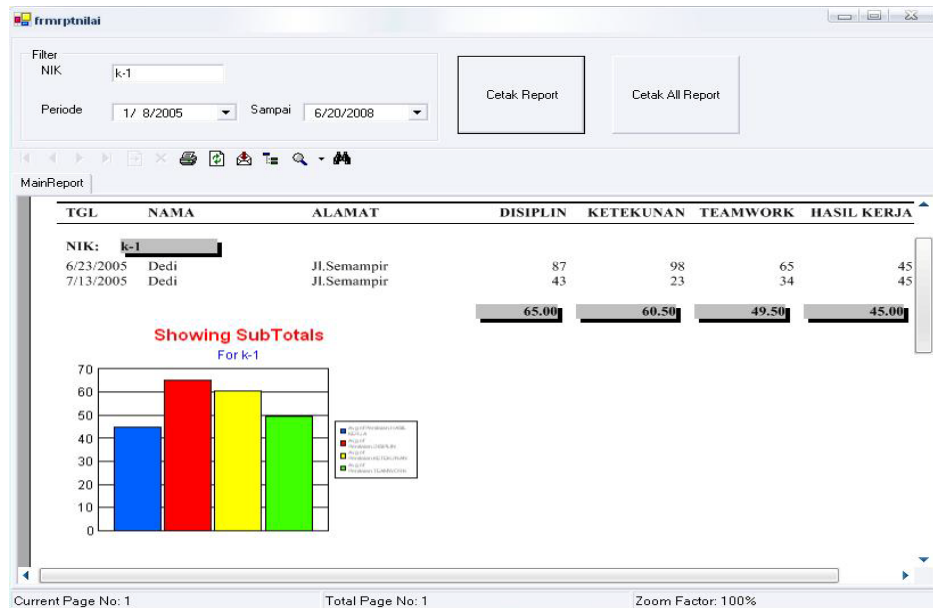 frmrptnilai
Filter
NIK k-1
Periode 1/ 8/2005 Sampai 6/20/2008
Cetak Report
Cetak All Report
MainReport
TGL NAMA ALAMAT DISIPLIN KETEKUNAN TEAMWORK HASIL KERJA
NIK: k-1
6/23/2005 Dedi Jl.Semampir 87 98 65 45
7/13/2005 Dedi Jl.Semampir 43 23 34 45
65.00 60.50 49.50 45.00
Showing SubTotals
For k-1
70
60
50
40
30
20
10
0
Current Page No: 1 Total Page No: 1 Zoom Factor: 100%